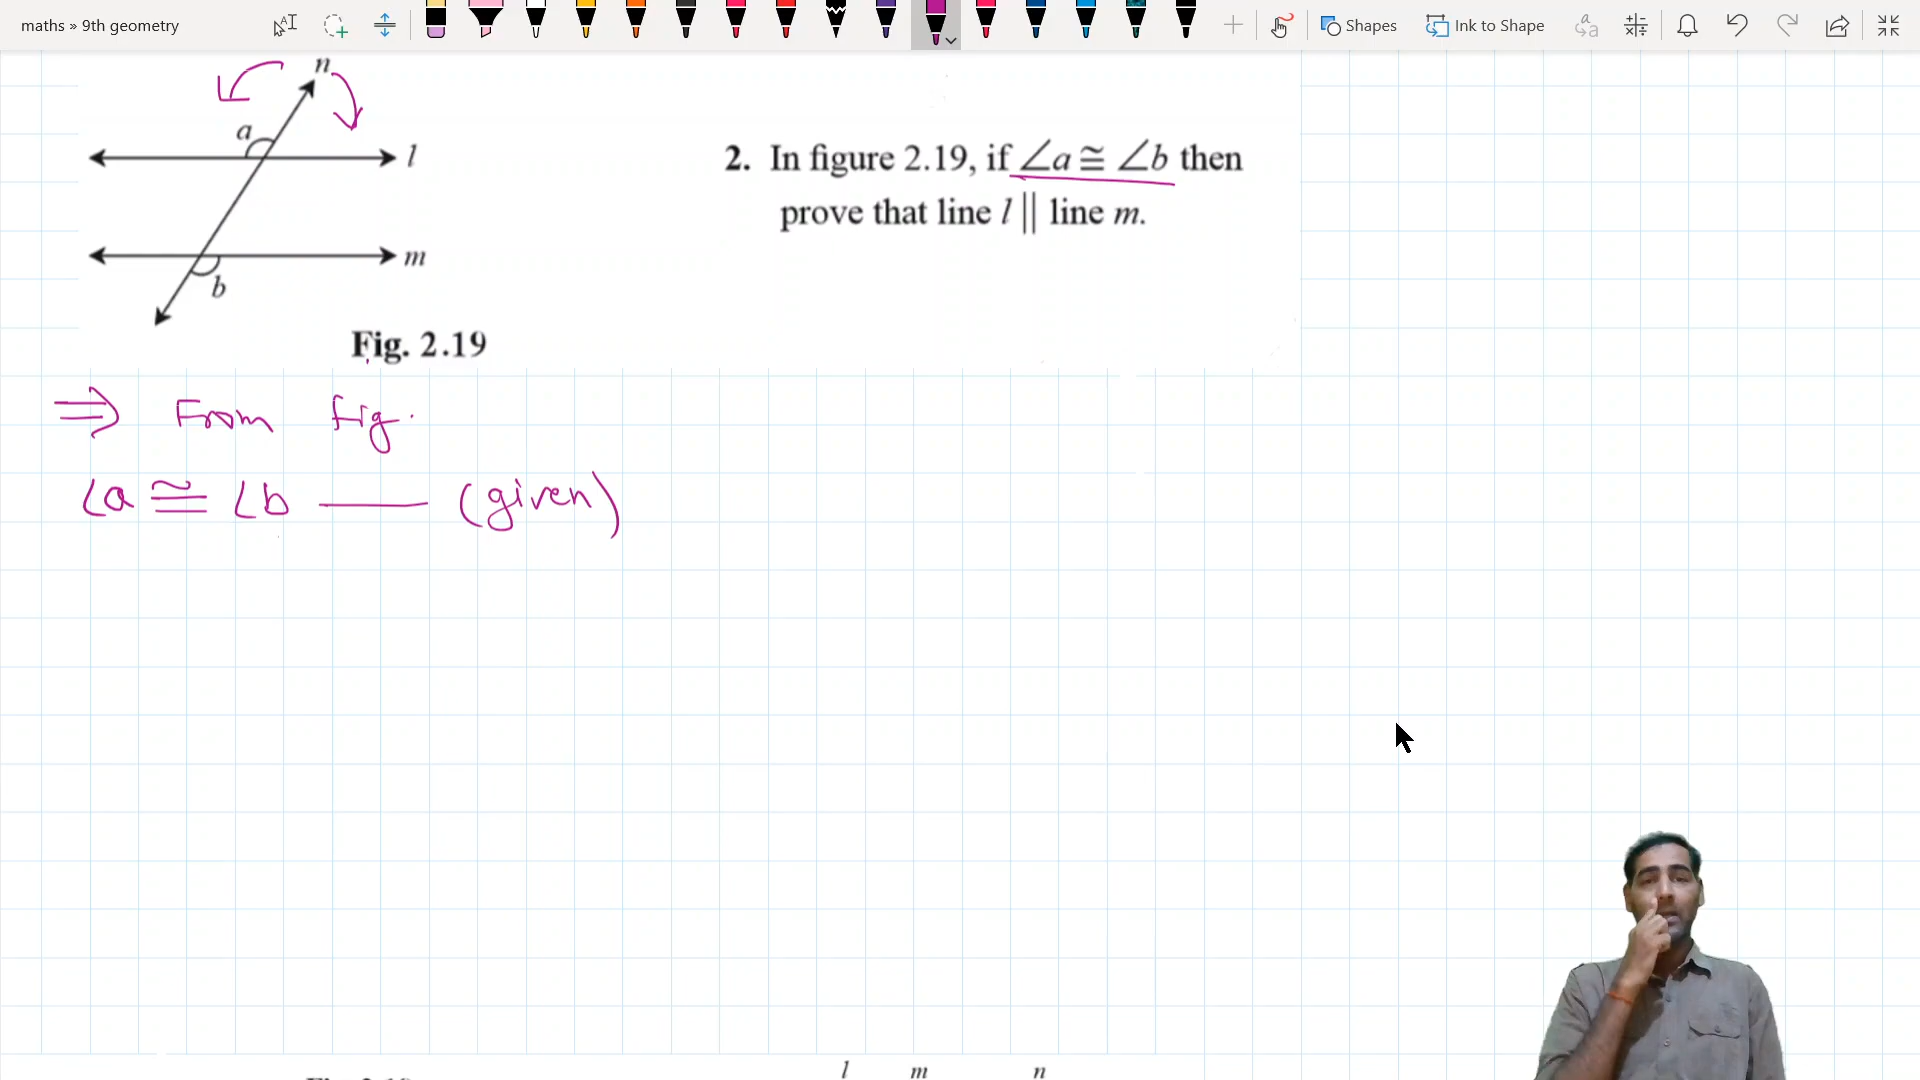 maths » 9th geometry
Shapes
Ink to Shape
n
a
l
m
b
Fig. 2.19
2. In figure 2.19, if ∠a ≅ ∠b then
prove that line l || line m.
⇒ From fig.
∠a ≅ ∠b —— (given)
l m n